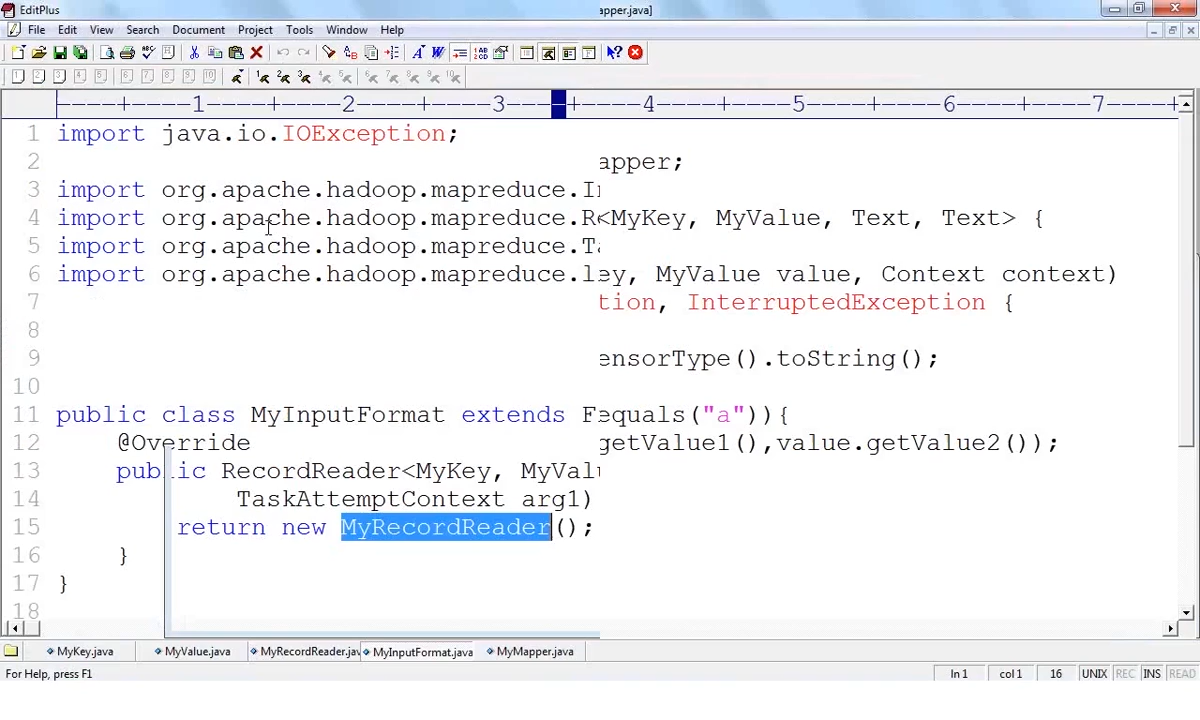 EditPlus
apper.java]
File Edit View Search Document Project Tools Window Help
----+----1----+----2----+----3----+----4----+----5----+----6----+----7----+
1 import java.io.IOException;
2 apper;
3 import org.apache.hadoop.mapreduce.I
4 import org.apache.hadoop.mapreduce.R <MyKey, MyValue, Text, Text> {
5 import org.apache.hadoop.mapreduce.Ta
6 import org.apache.hadoop.mapreduce.l ey, MyValue value, Context context)
7 tion, InterruptedException {
8
9 ensorType().toString();
10
11 public class MyInputFormat extends F equals("a")){
12 @Override getValue1(),value.getValue2());
13 public RecordReader<MyKey, MyValu
14 TaskAttemptContext arg1)
15 return new MyRecordReader();
16 }
17 }
18
MyKey.java MyValue.java MyRecordReader.jav MyInputFormat.java MyMapper.java
For Help, press F1 ln 1 col 1 16 UNIX REC INS READ